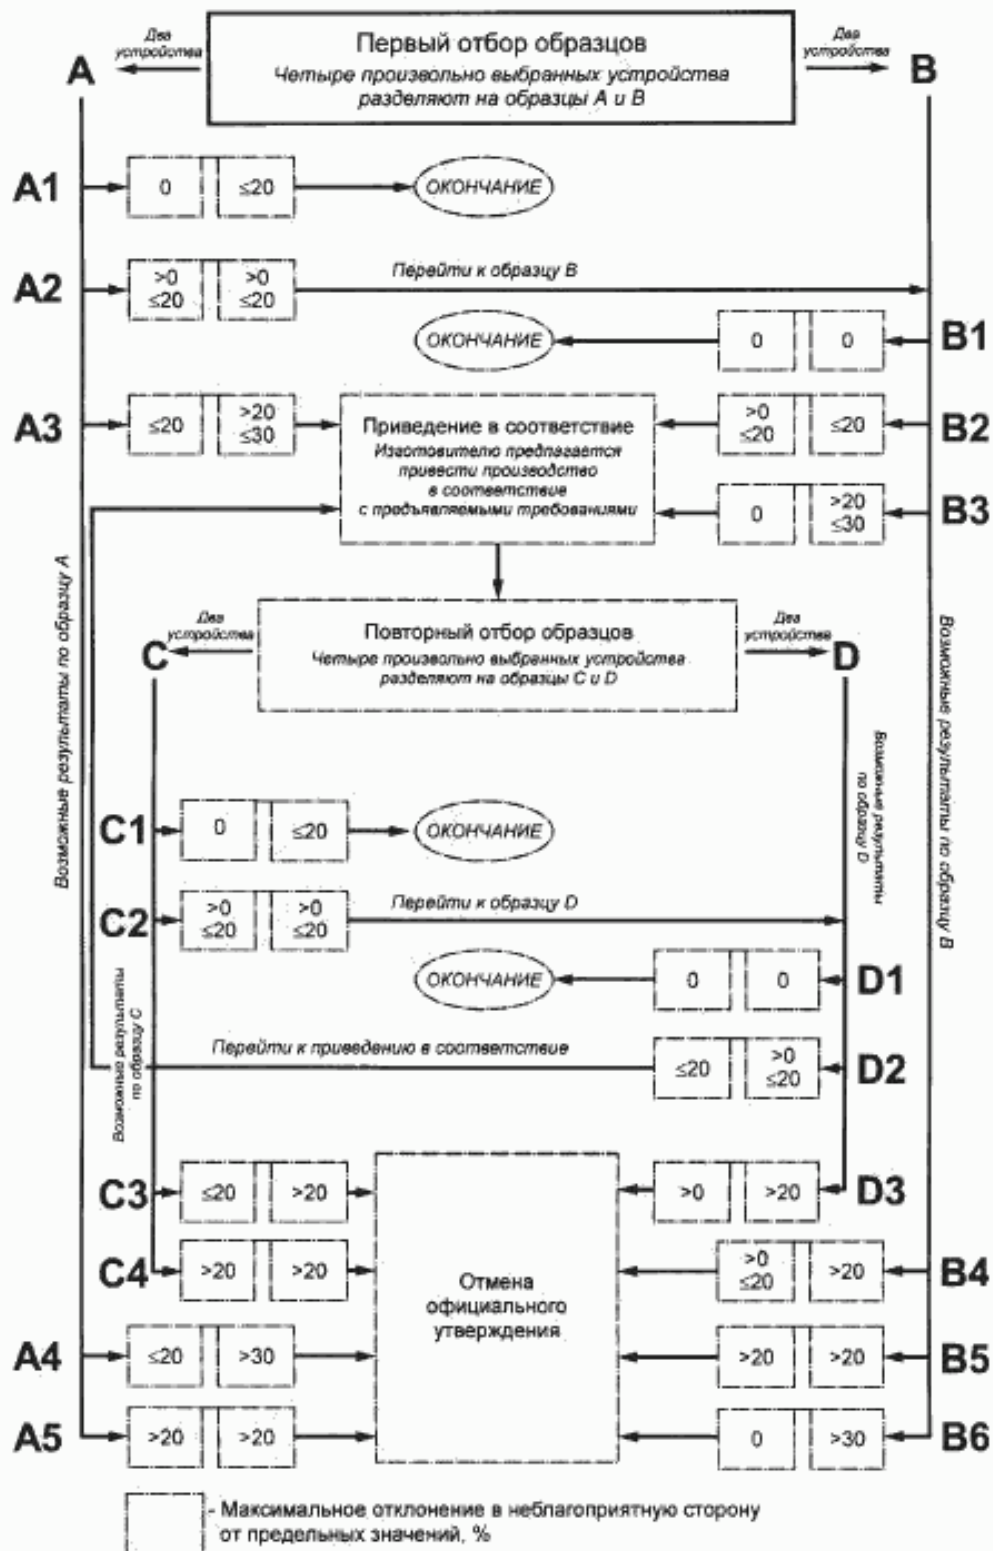 Два
устройства
A
Первый отбор образцов
Четыре произвольно выбранных устройства
разделяют на образцы A и B
Два
устройства
B
A1
0
≤20
ОКОНЧАНИЕ
A2
>0
≤20
>0
≤20
Перейти к образцу B
ОКОНЧАНИЕ
0
0
B1
A3
≤20
>20
≤30
Приведение в соответствие
Изготовителю предлагается
привести производство
в соответствие
с предъявляемыми требованиями
>0
≤20
≤20
B2
0
>20
≤30
B3
Возможные результаты по образцу A
Два
устройства
C
Повторный отбор образцов
Четыре произвольно выбранных устройства
разделяют на образцы C и D
Два
устройства
D
Возможные результаты
по образцу D
Возможные результаты по образцу B
C1
0
≤20
ОКОНЧАНИЕ
C2
>0
≤20
>0
≤20
Перейти к образцу D
ОКОНЧАНИЕ
0
0
D1
Возможные результаты
по образцу C
Перейти к приведению в соответствие
≤20
>0
≤20
D2
C3
≤20
>20
>0
>20
D3
C4
>20
>20
Отмена
официального
утверждения
>0
≤20
>20
B4
A4
≤20
>30
>20
>20
B5
A5
>20
>20
0
>30
B6
- Максимальное отклонение в неблагоприятную сторону
от предельных значений, %